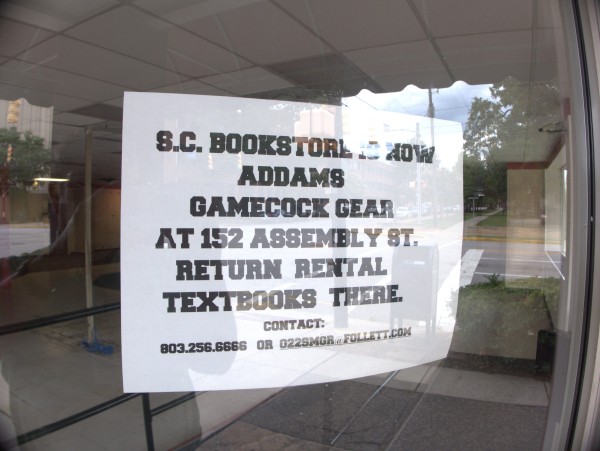 S.C. BOOKSTORE IS NOW
ADDAMS
GAMECOCK GEAR
AT 152 ASSEMBLY ST.
RETURN RENTAL
TEXTBOOKS THERE.
CONTACT:
803.256.6666 OR 0226MGR@FOLLETT.COM